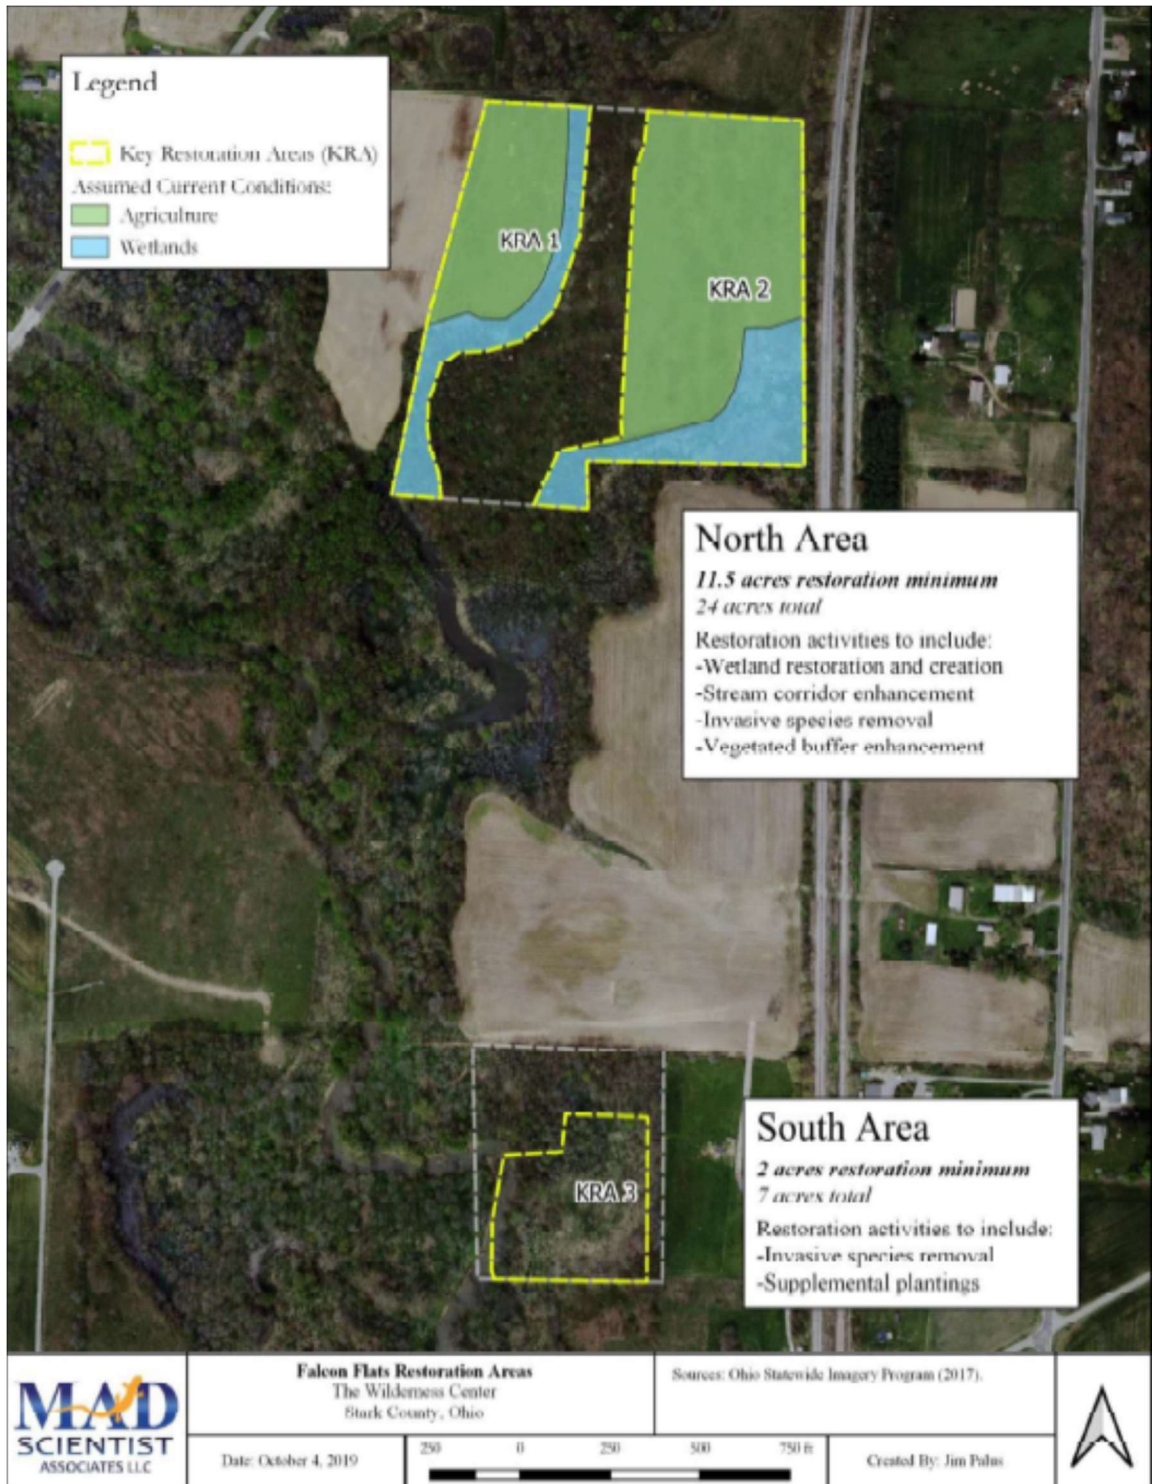 Legend
Key Restoration Areas (KRA)
Assumed Current Conditions:
Agriculture
Wetlands
KRA 1
KRA 2
North Area
11.5 acres restoration minimum
24 acres total
Restoration activities to include:
-Wetland restoration and creation
-Stream corridor enhancement
-Invasive species removal
-Vegetated buffer enhancement
KRA 3
South Area
2 acres restoration minimum
7 acres total
Restoration activities to include:
-Invasive species removal
-Supplemental plantings
MAD
SCIENTIST
ASSOCIATES LLC
Falcon Flats Restoration Areas
The Wilderness Center
Stark County, Ohio
Sources: Ohio Statewide Imagery Program (2017).
Date: October 4, 2019
250 0 250 500 750 ft
Created By: Jim Palus